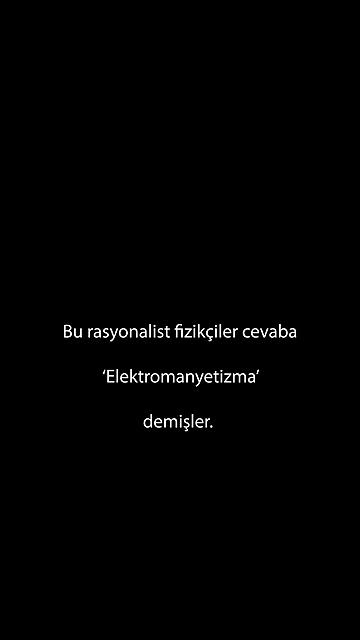 Bu rasyonalist fizikçiler cevaba
‘Elektromanyetizma’
demişler.